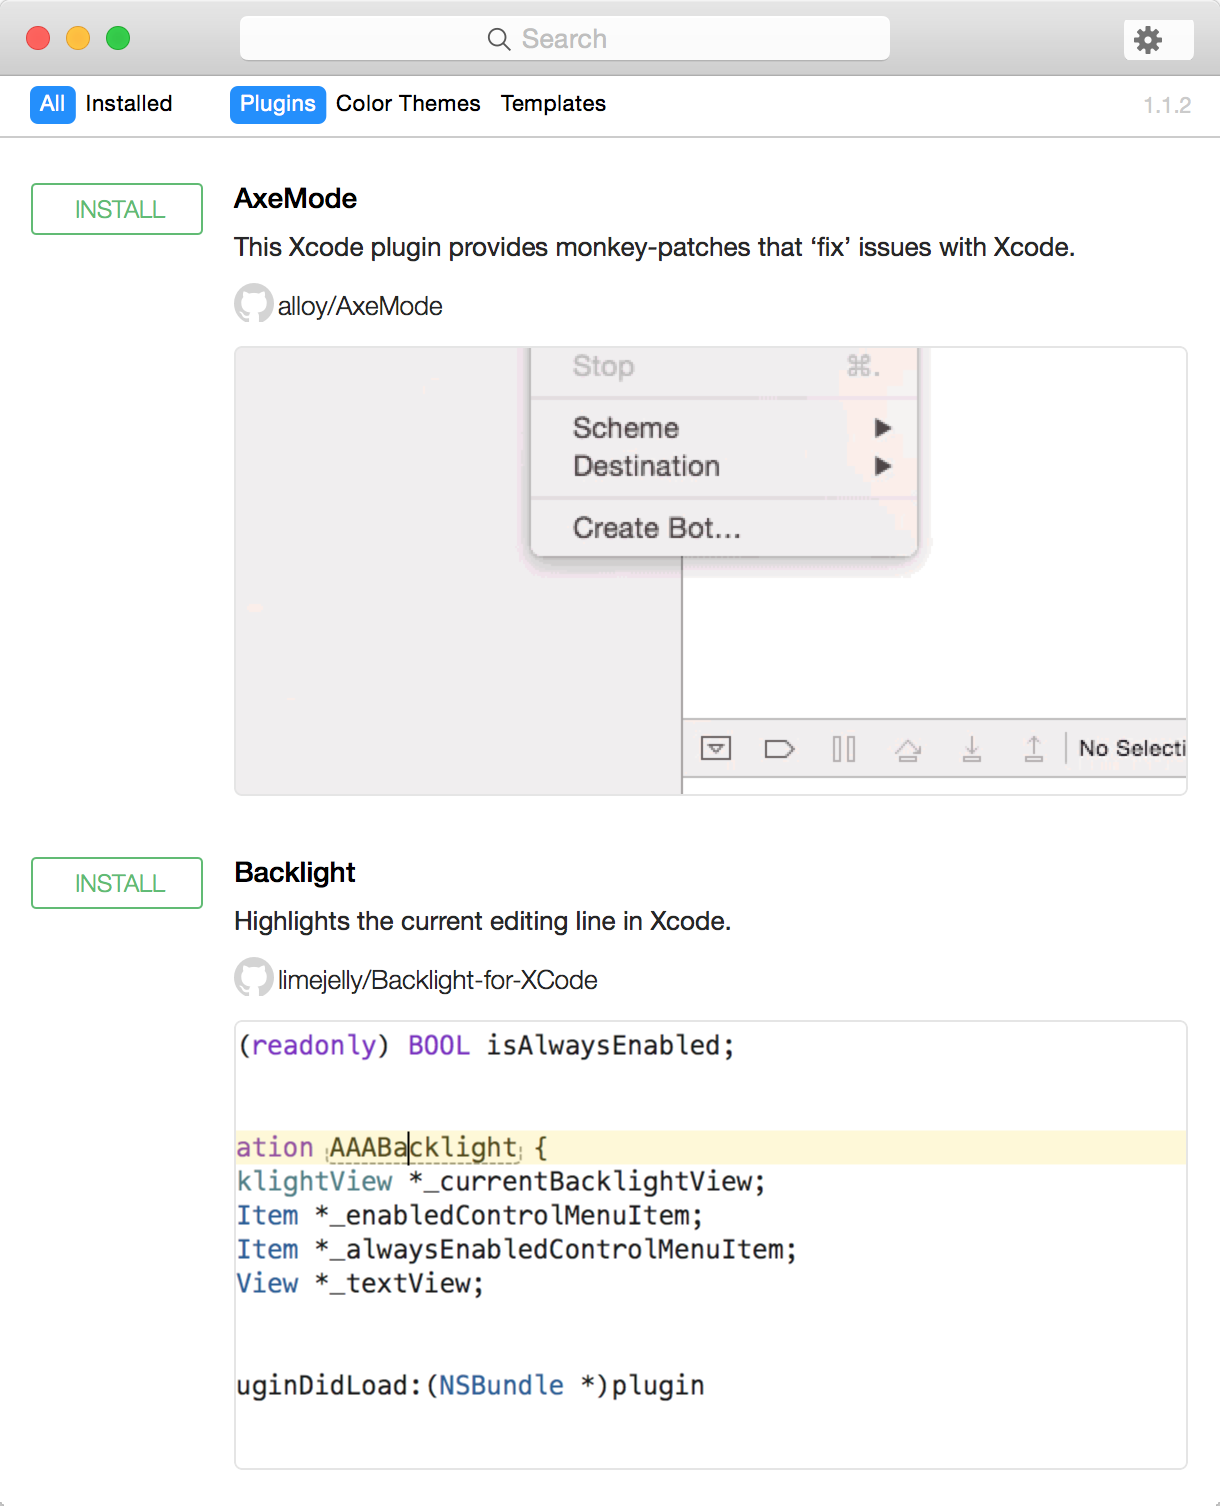 Search
All Installed Plugins Color Themes Templates 1.1.2
INSTALL
AxeMode
This Xcode plugin provides monkey-patches that ‘fix’ issues with Xcode.
alloy/AxeMode
Stop ⌘.
Scheme ▶
Destination ▶
Create Bot...
No Selecti
INSTALL
Backlight
Highlights the current editing line in Xcode.
limejelly/Backlight-for-XCode
(readonly) BOOL isAlwaysEnabled;
ation AAABacklight {
klightView *_currentBacklightView;
Item *_enabledControlMenuItem;
Item *_alwaysEnabledControlMenuItem;
View *_textView;
uginDidLoad:(NSBundle *)plugin